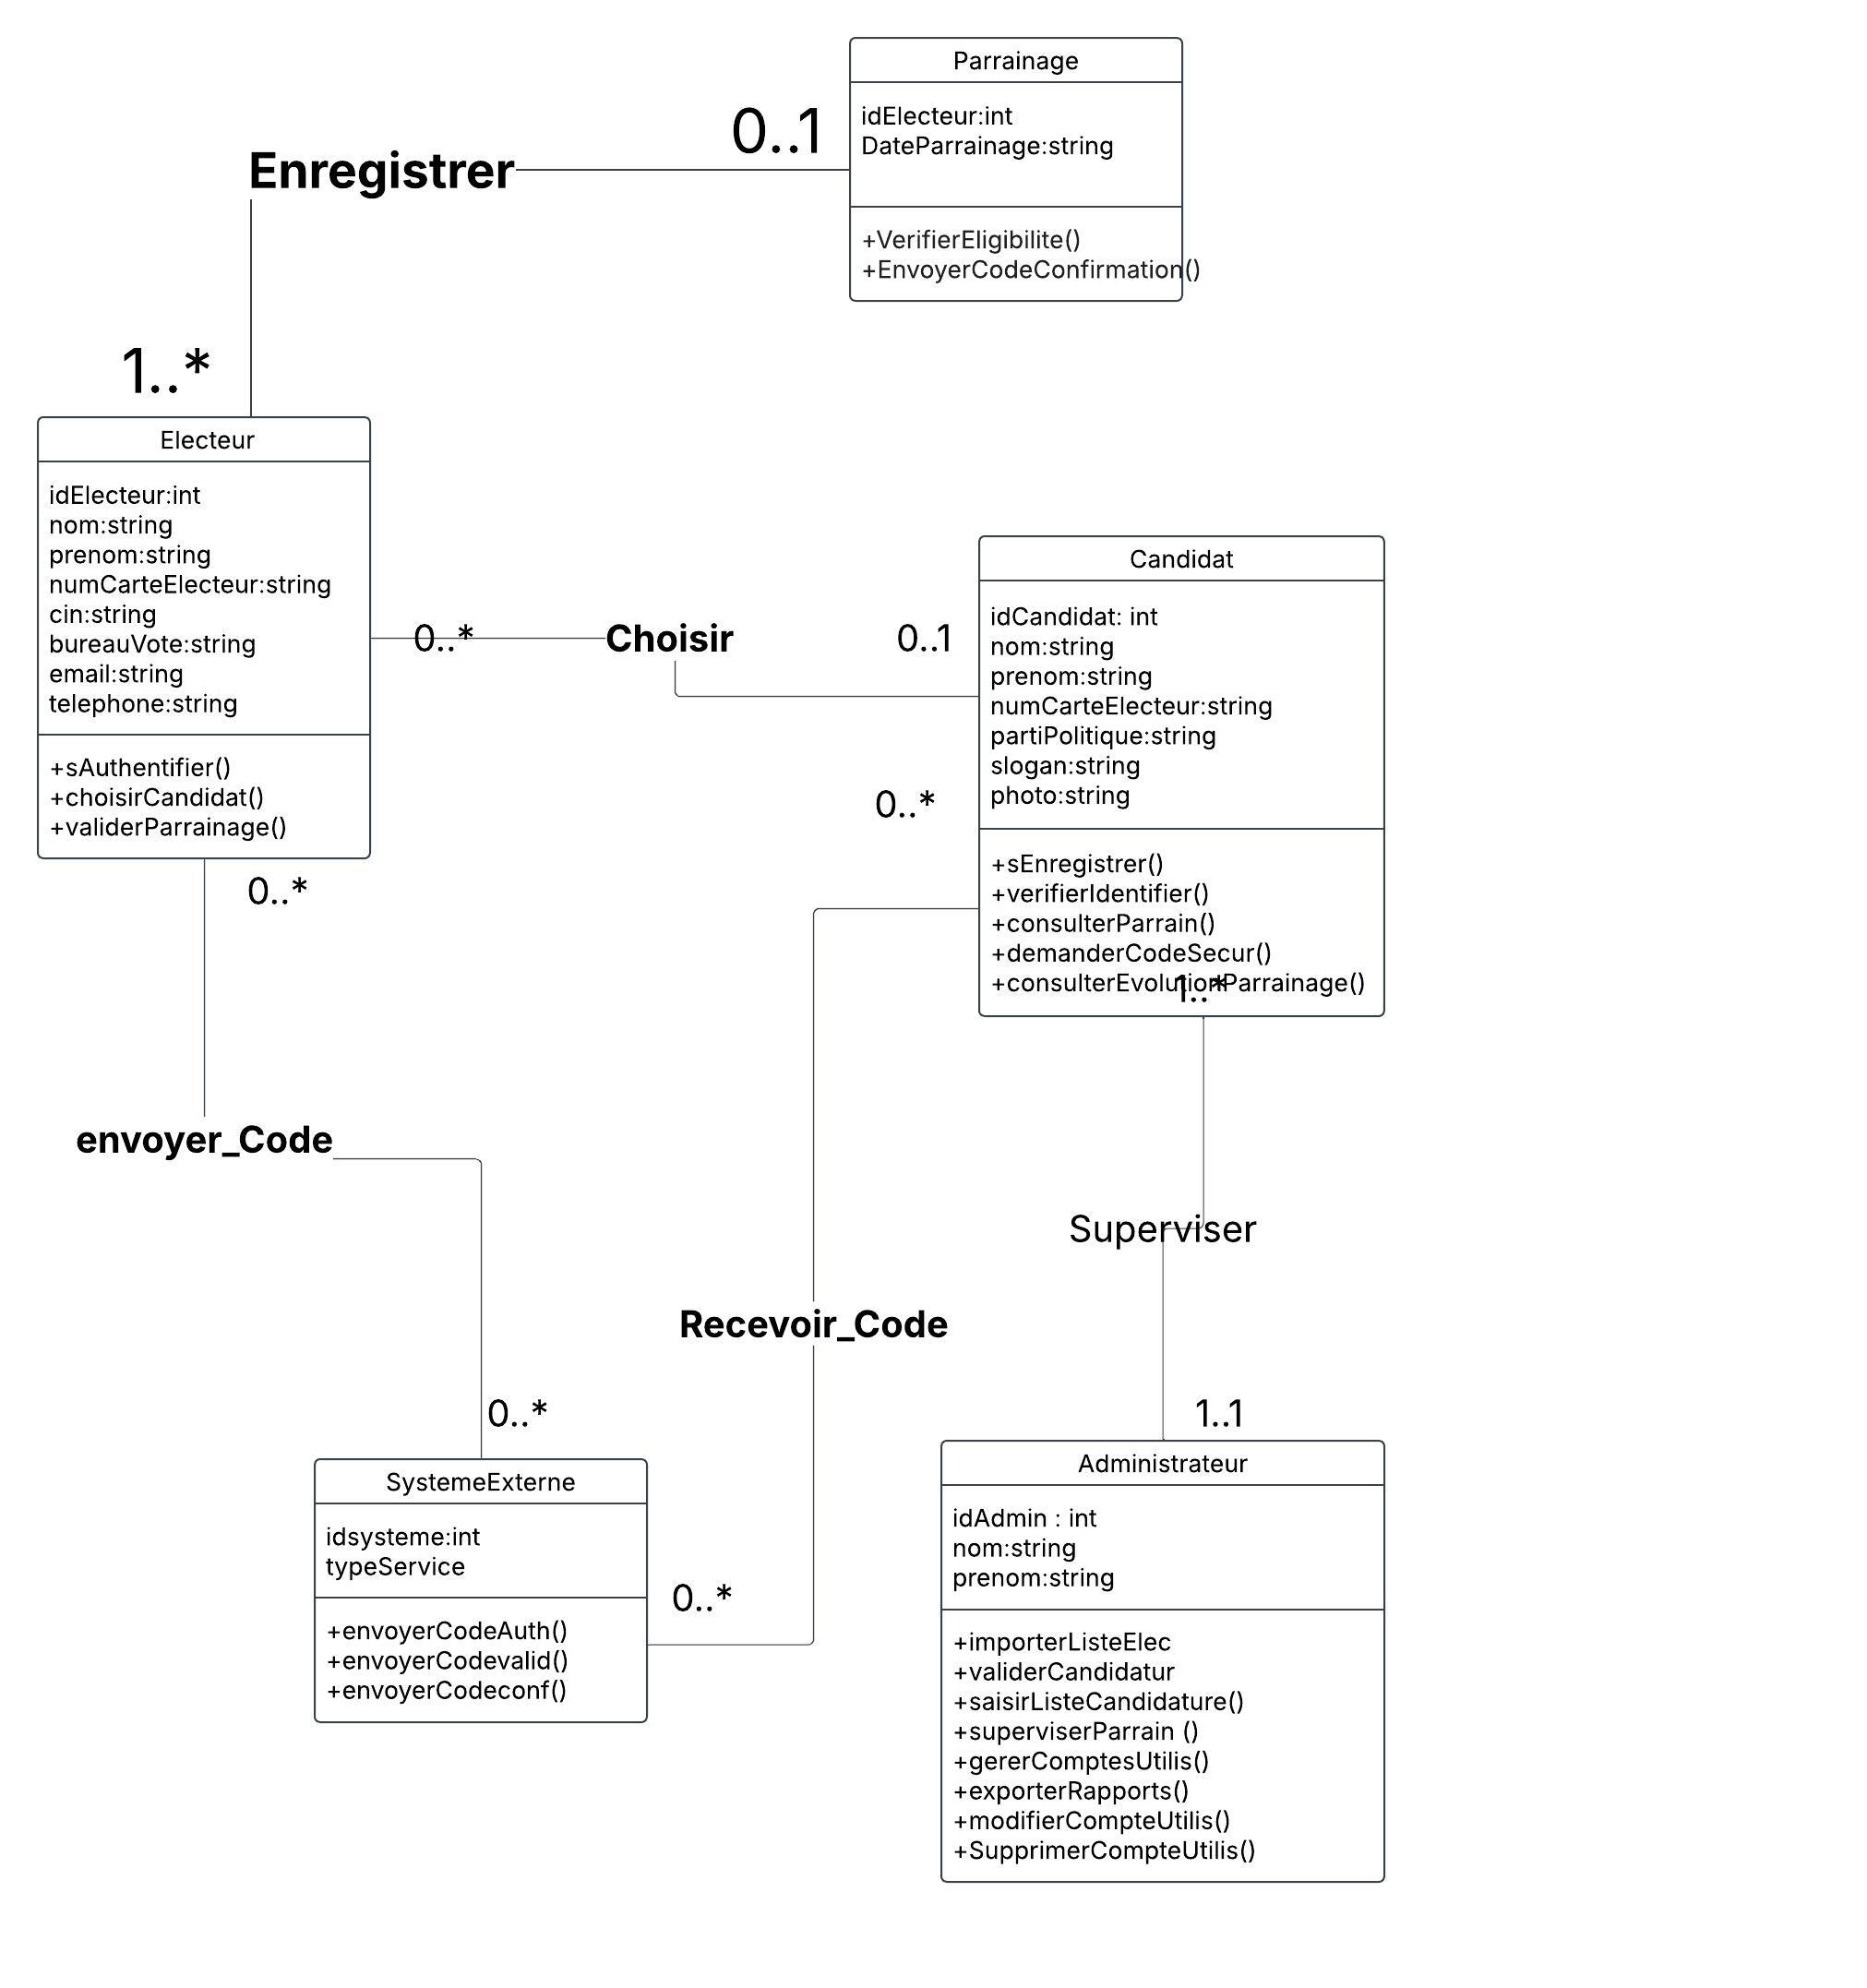 Parrainage
idElecteur:int
DateParrainage:string
+VerifierEligibilite()
+EnvoyerCodeConfirmation()
0..1
Enregistrer
1..*
Electeur
idElecteur:int
nom:string
prenom:string
numCarteElecteur:string
cin:string
bureauVote:string
email:string
telephone:string
+sAuthentifier()
+choisirCandidat()
+validerParrainage()
0..*
Choisir
0..1
Candidat
idCandidat: int
nom:string
prenom:string
numCarteElecteur:string
partiPolitique:string
slogan:string
photo:string
+sEnregistrer()
+verifierIdentifier()
+consulterParrain()
+demanderCodeSecur()
+consulterEvolutionParrainage()
0..*
1..*
0..*
envoyer_Code
Superviser
Recevoir_Code
0..*
1..1
SystemeExterne
idsysteme:int
typeService
+envoyerCodeAuth()
+envoyerCodevalid()
+envoyerCodeconf()
0..*
Administrateur
idAdmin : int
nom:string
prenom:string
+importerListeElec
+validerCandidatur
+saisirListeCandidature()
+superviserParrain ()
+gererComptesUtilis()
+exporterRapports()
+modifierCompteUtilis()
+SupprimerCompteUtilis()